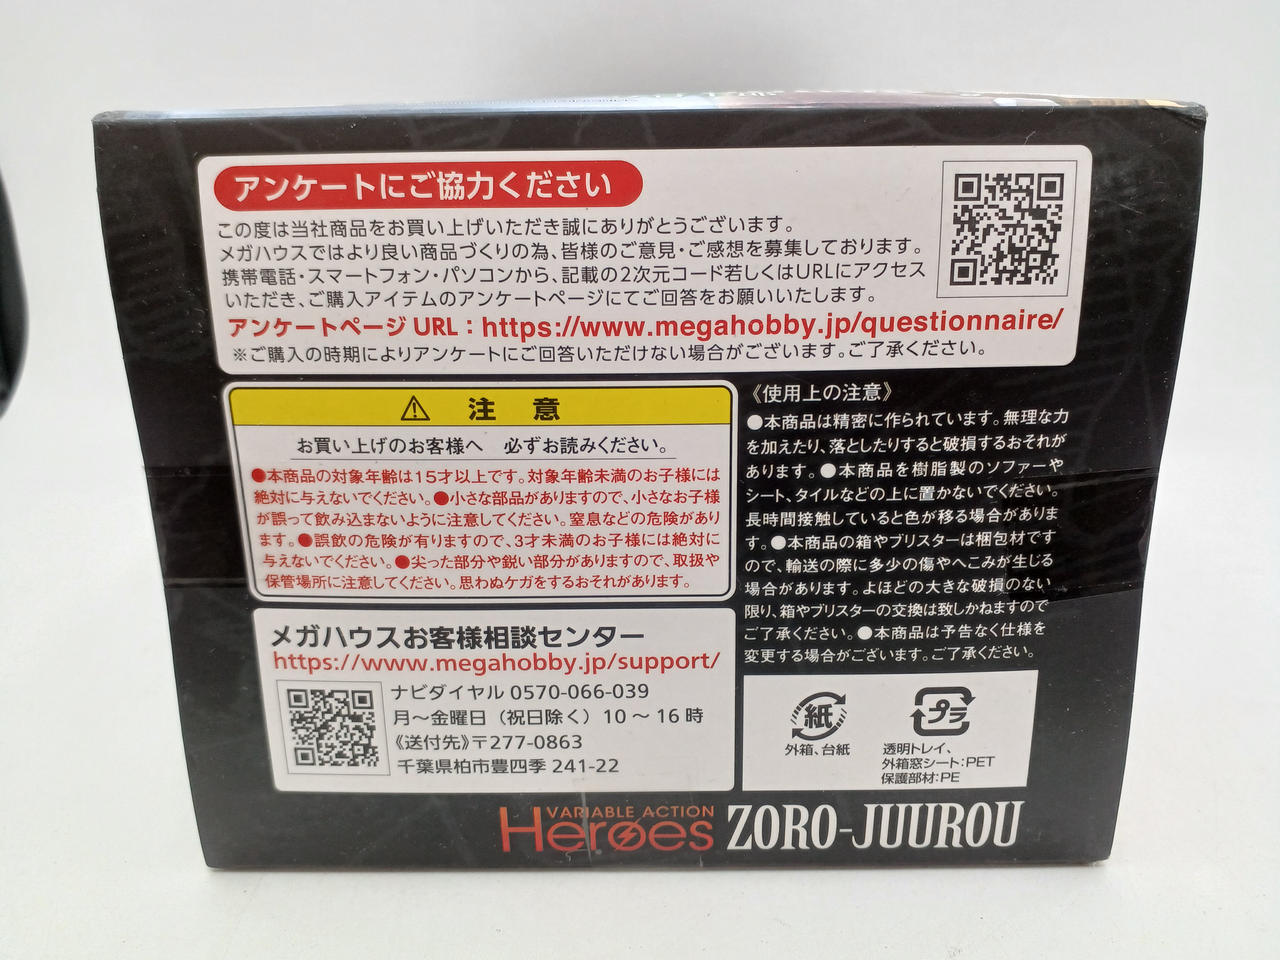 アンケートにご協力ください
この度は当社商品をお買い上げいただき誠にありがとうございます。
メガハウスではより良い商品づくりの為、皆様のご意見・ご感想を募集しております。
携帯電話・スマートフォン・パソコンから、記載の2次元コード若しくはURLにアクセス
いただき、ご購入アイテムのアンケートページにてご回答をお願いいたします。
アンケートページ URL：https://www.megahobby.jp/questionnaire/
※ご購入の時期によりアンケートにご回答いただけない場合がございます。ご了承ください。
⚠ 注 意
お買い上げのお客様へ 必ずお読みください。
●本商品の対象年齢は15才以上です。対象年齢未満のお子様には
絶対に与えないでください。●小さな部品がありますので、小さなお子様
が誤って飲み込まないように注意してください。窒息などの危険があり
ます。●誤飲の危険が有りますので、3才未満のお子様には絶対に
与えないでください。●尖った部分や鋭い部分がありますので、取扱や
保管場所に注意してください。思わぬケガをするおそれがあります。
《使用上の注意》
●本商品は精密に作られています。無理な力
を加えたり、落としたりすると破損するおそれが
あります。●本商品を樹脂製のソファーや
シート、タイルなどの上に置かないでください。
長時間接触していると色が移る場合がありま
す。●本商品の箱やブリスターは梱包材です
ので、輸送の際に多少の傷やへこみが生じる
場合があります。よほどの大きな破損のない
限り、箱やブリスターの交換は致しかねますので
ご了承ください。●本商品は予告なく仕様を
変更する場合がございます。ご了承ください。
メガハウスお客様相談センター
https://www.megahobby.jp/support/
ナビダイヤル 0570-066-039
月～金曜日（祝日除く）10～16時
《送付先》〒277-0863
千葉県柏市豊四季 241-22
紙
外箱、台紙
プラ
透明トレイ、
外箱窓シート：PET
保護部材：PE
VARIABLE ACTION
Heroes ZORO-JUUROU